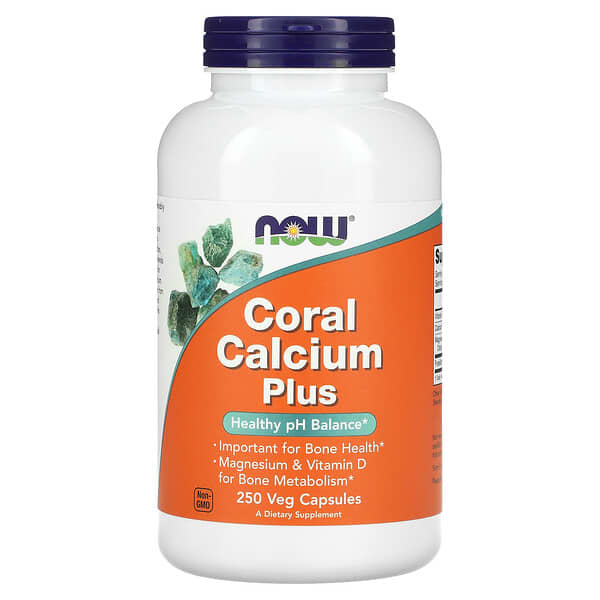 NOW®
Coral
Calcium
Plus
Healthy pH Balance*
• Important for Bone Health*
• Magnesium & Vitamin D
for Bone Metabolism*
250 Veg Capsules
A Dietary Supplement
Non-
GMO